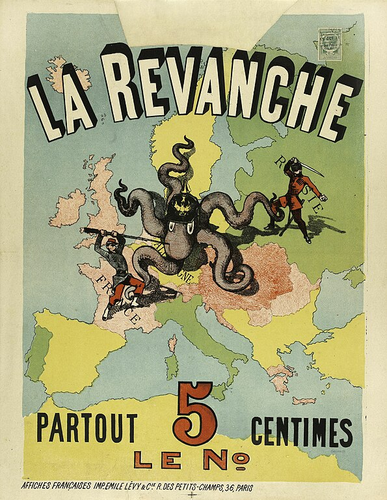 LA REVANCHE
RUSSIE
FRANCE
PARTOUT 5 CENTIMES
LE No
AFFICHES FRANÇAISES IMP. EMILE LÉVY & Cie R. DES PETITS-CHAMPS, 36, PARIS